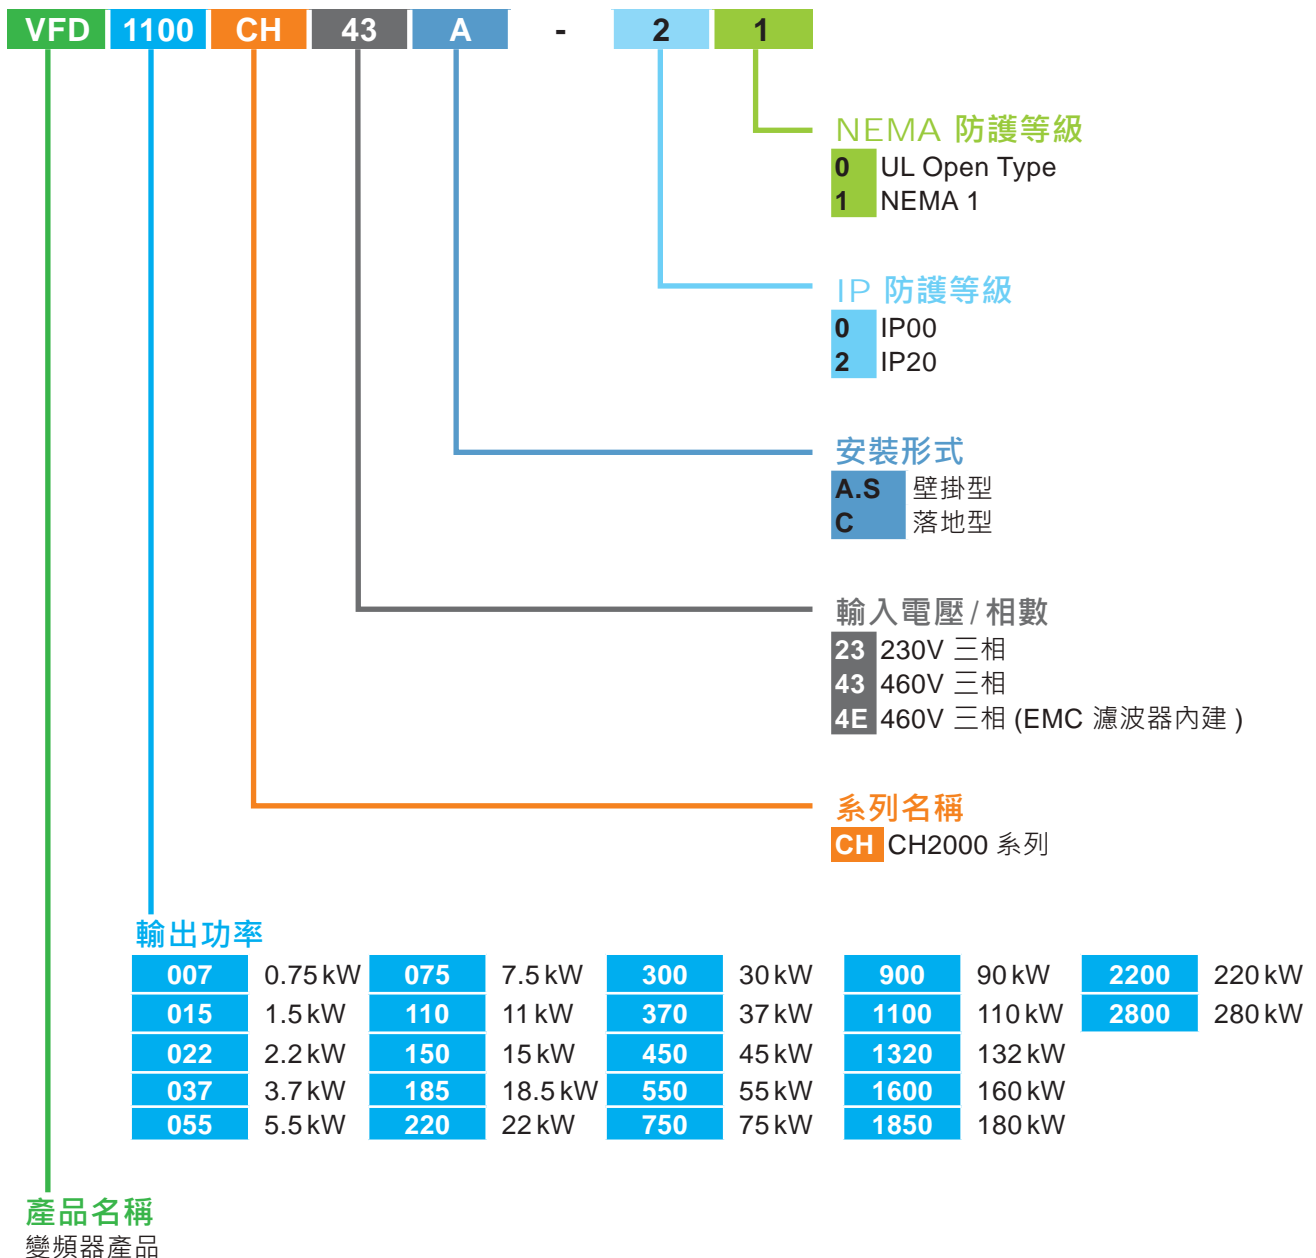 VFD 1100 CH 43 A - 2 1
NEMA 防護等級
0 UL Open Type
1 NEMA 1
IP 防護等級
0 IP00
2 IP20
安裝形式
A.S 壁掛型
C 落地型
輸入電壓/相數
23 230V 三相
43 460V 三相
4E 460V 三相 (EMC 濾波器內建 )
系列名稱
CH CH2000 系列
輸出功率
007 0.75 kW 075 7.5 kW 300 30 kW 900 90 kW 2200 220 kW
015 1.5 kW 110 11 kW 370 37 kW 1100 110 kW 2800 280 kW
022 2.2 kW 150 15 kW 450 45 kW 1320 132 kW
037 3.7 kW 185 18.5 kW 550 55 kW 1600 160 kW
055 5.5 kW 220 22 kW 750 75 kW 1850 180 kW
產品名稱
變頻器產品